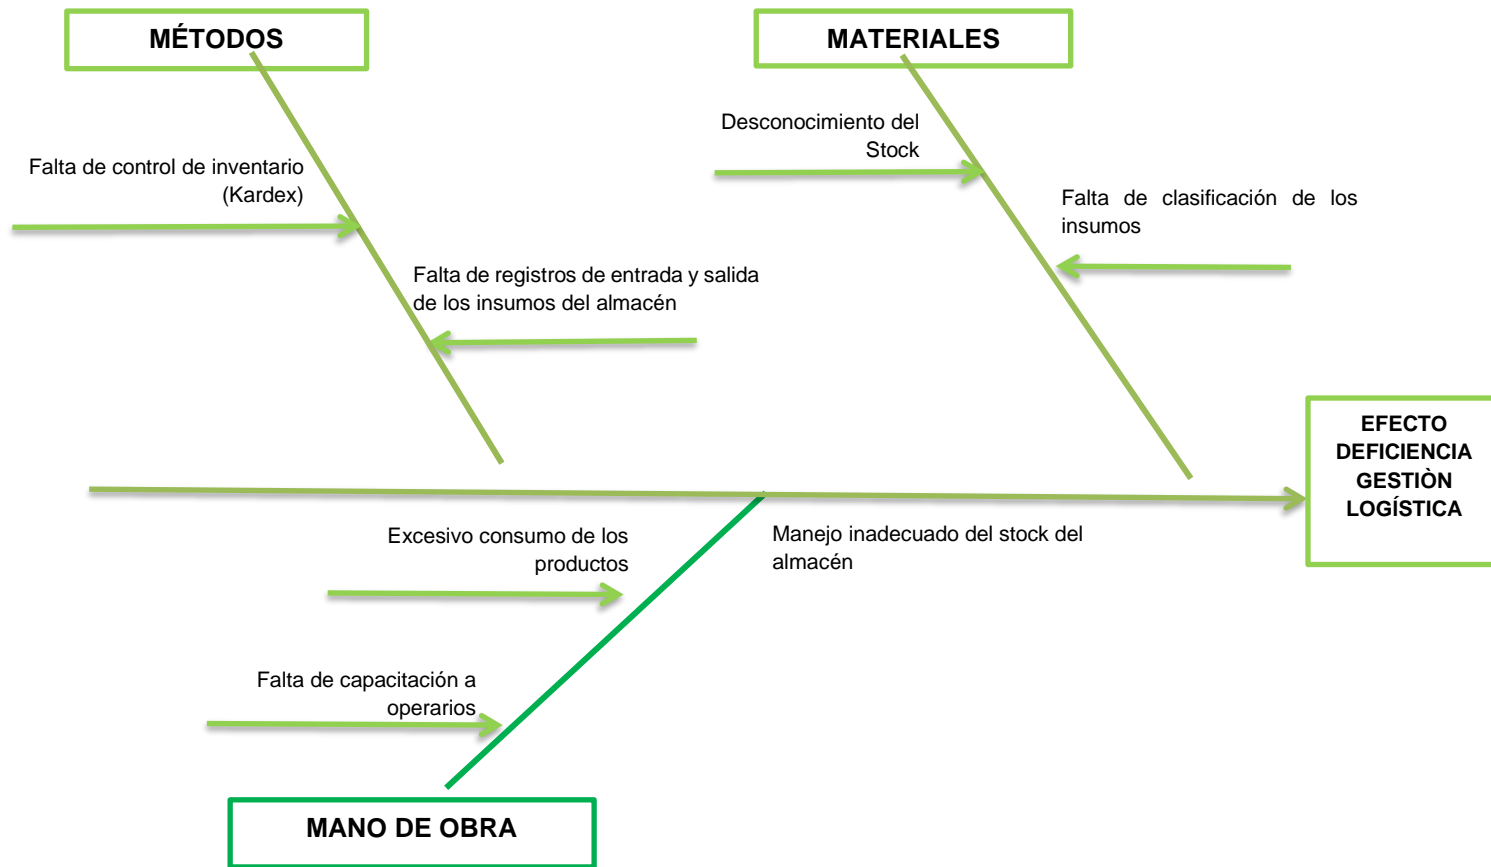 MÉTODOS
MATERIALES
Desconocimiento del
Stock
Falta de control de inventario
(Kardex)
Falta de clasificación de los
insumos
Falta de registros de entrada y salida
de los insumos del almacén
EFECTO
DEFICIENCIA
GESTIÒN
LOGÍSTICA
Excesivo consumo de los
productos
Manejo inadecuado del stock del
almacén
Falta de capacitación a
operarios
MANO DE OBRA